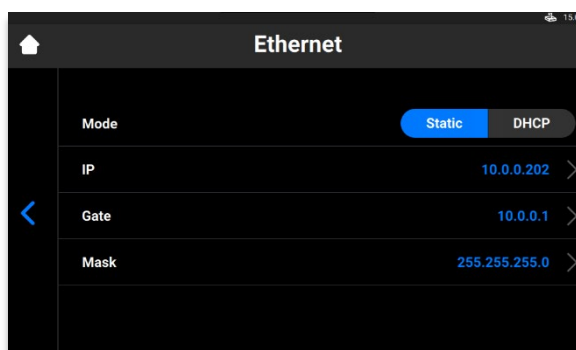 Ethernet
Mode Static DHCP
IP 10.0.0.202
Gate 10.0.0.1
Mask 255.255.255.0